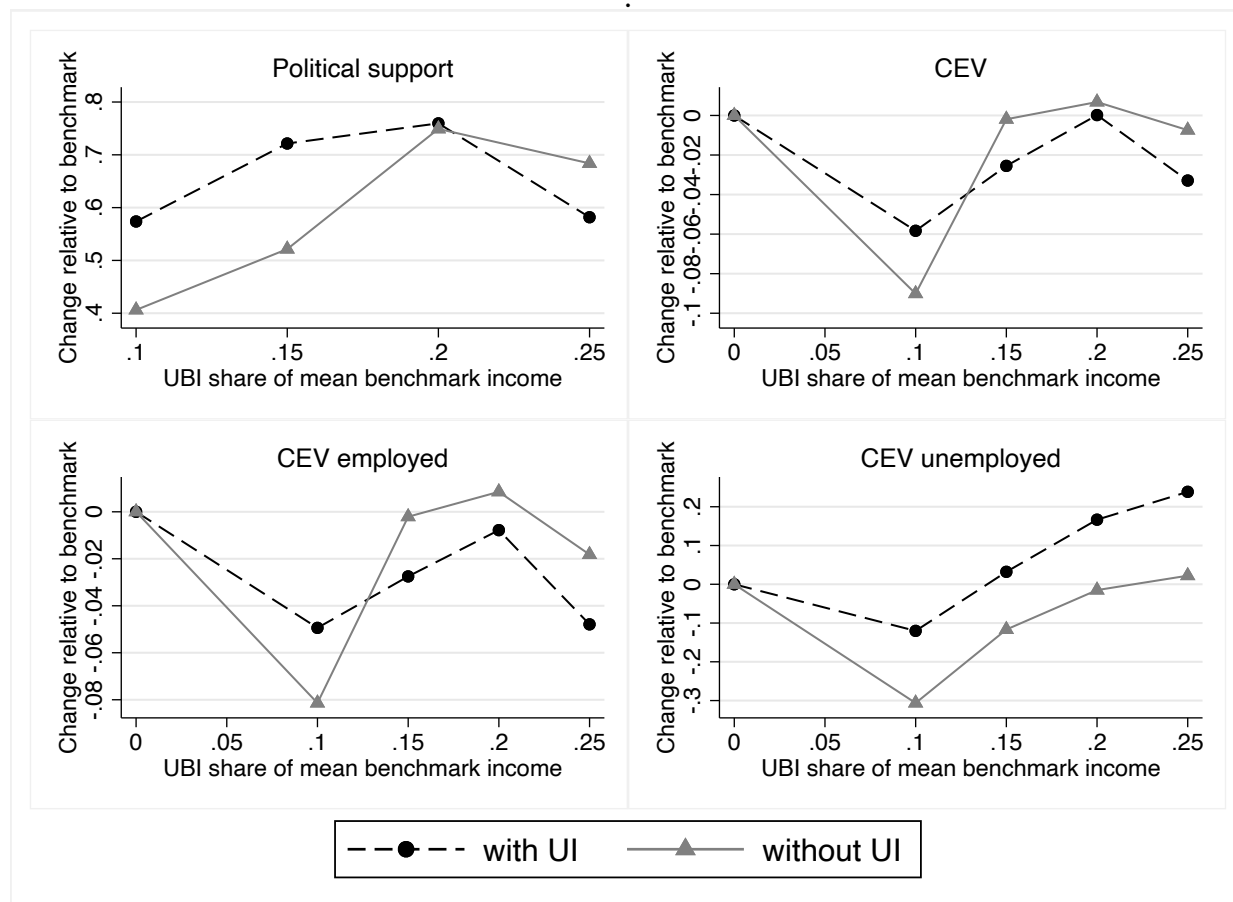 Political support
Change relative to benchmark
.8
.7
.6
.5
.4
.1 .15 .2 .25
UBI share of mean benchmark income
CEV
Change relative to benchmark
0
-.02
-.04
-.06
-.08
-.1
0 .05 .1 .15 .2 .25
UBI share of mean benchmark income
CEV employed
Change relative to benchmark
0
-.02
-.04
-.06
-.08
0 .05 .1 .15 .2 .25
UBI share of mean benchmark income
CEV unemployed
Change relative to benchmark
.2
.1
0
-.1
-.2
-.3
0 .05 .1 .15 .2 .25
UBI share of mean benchmark income
with UI without UI